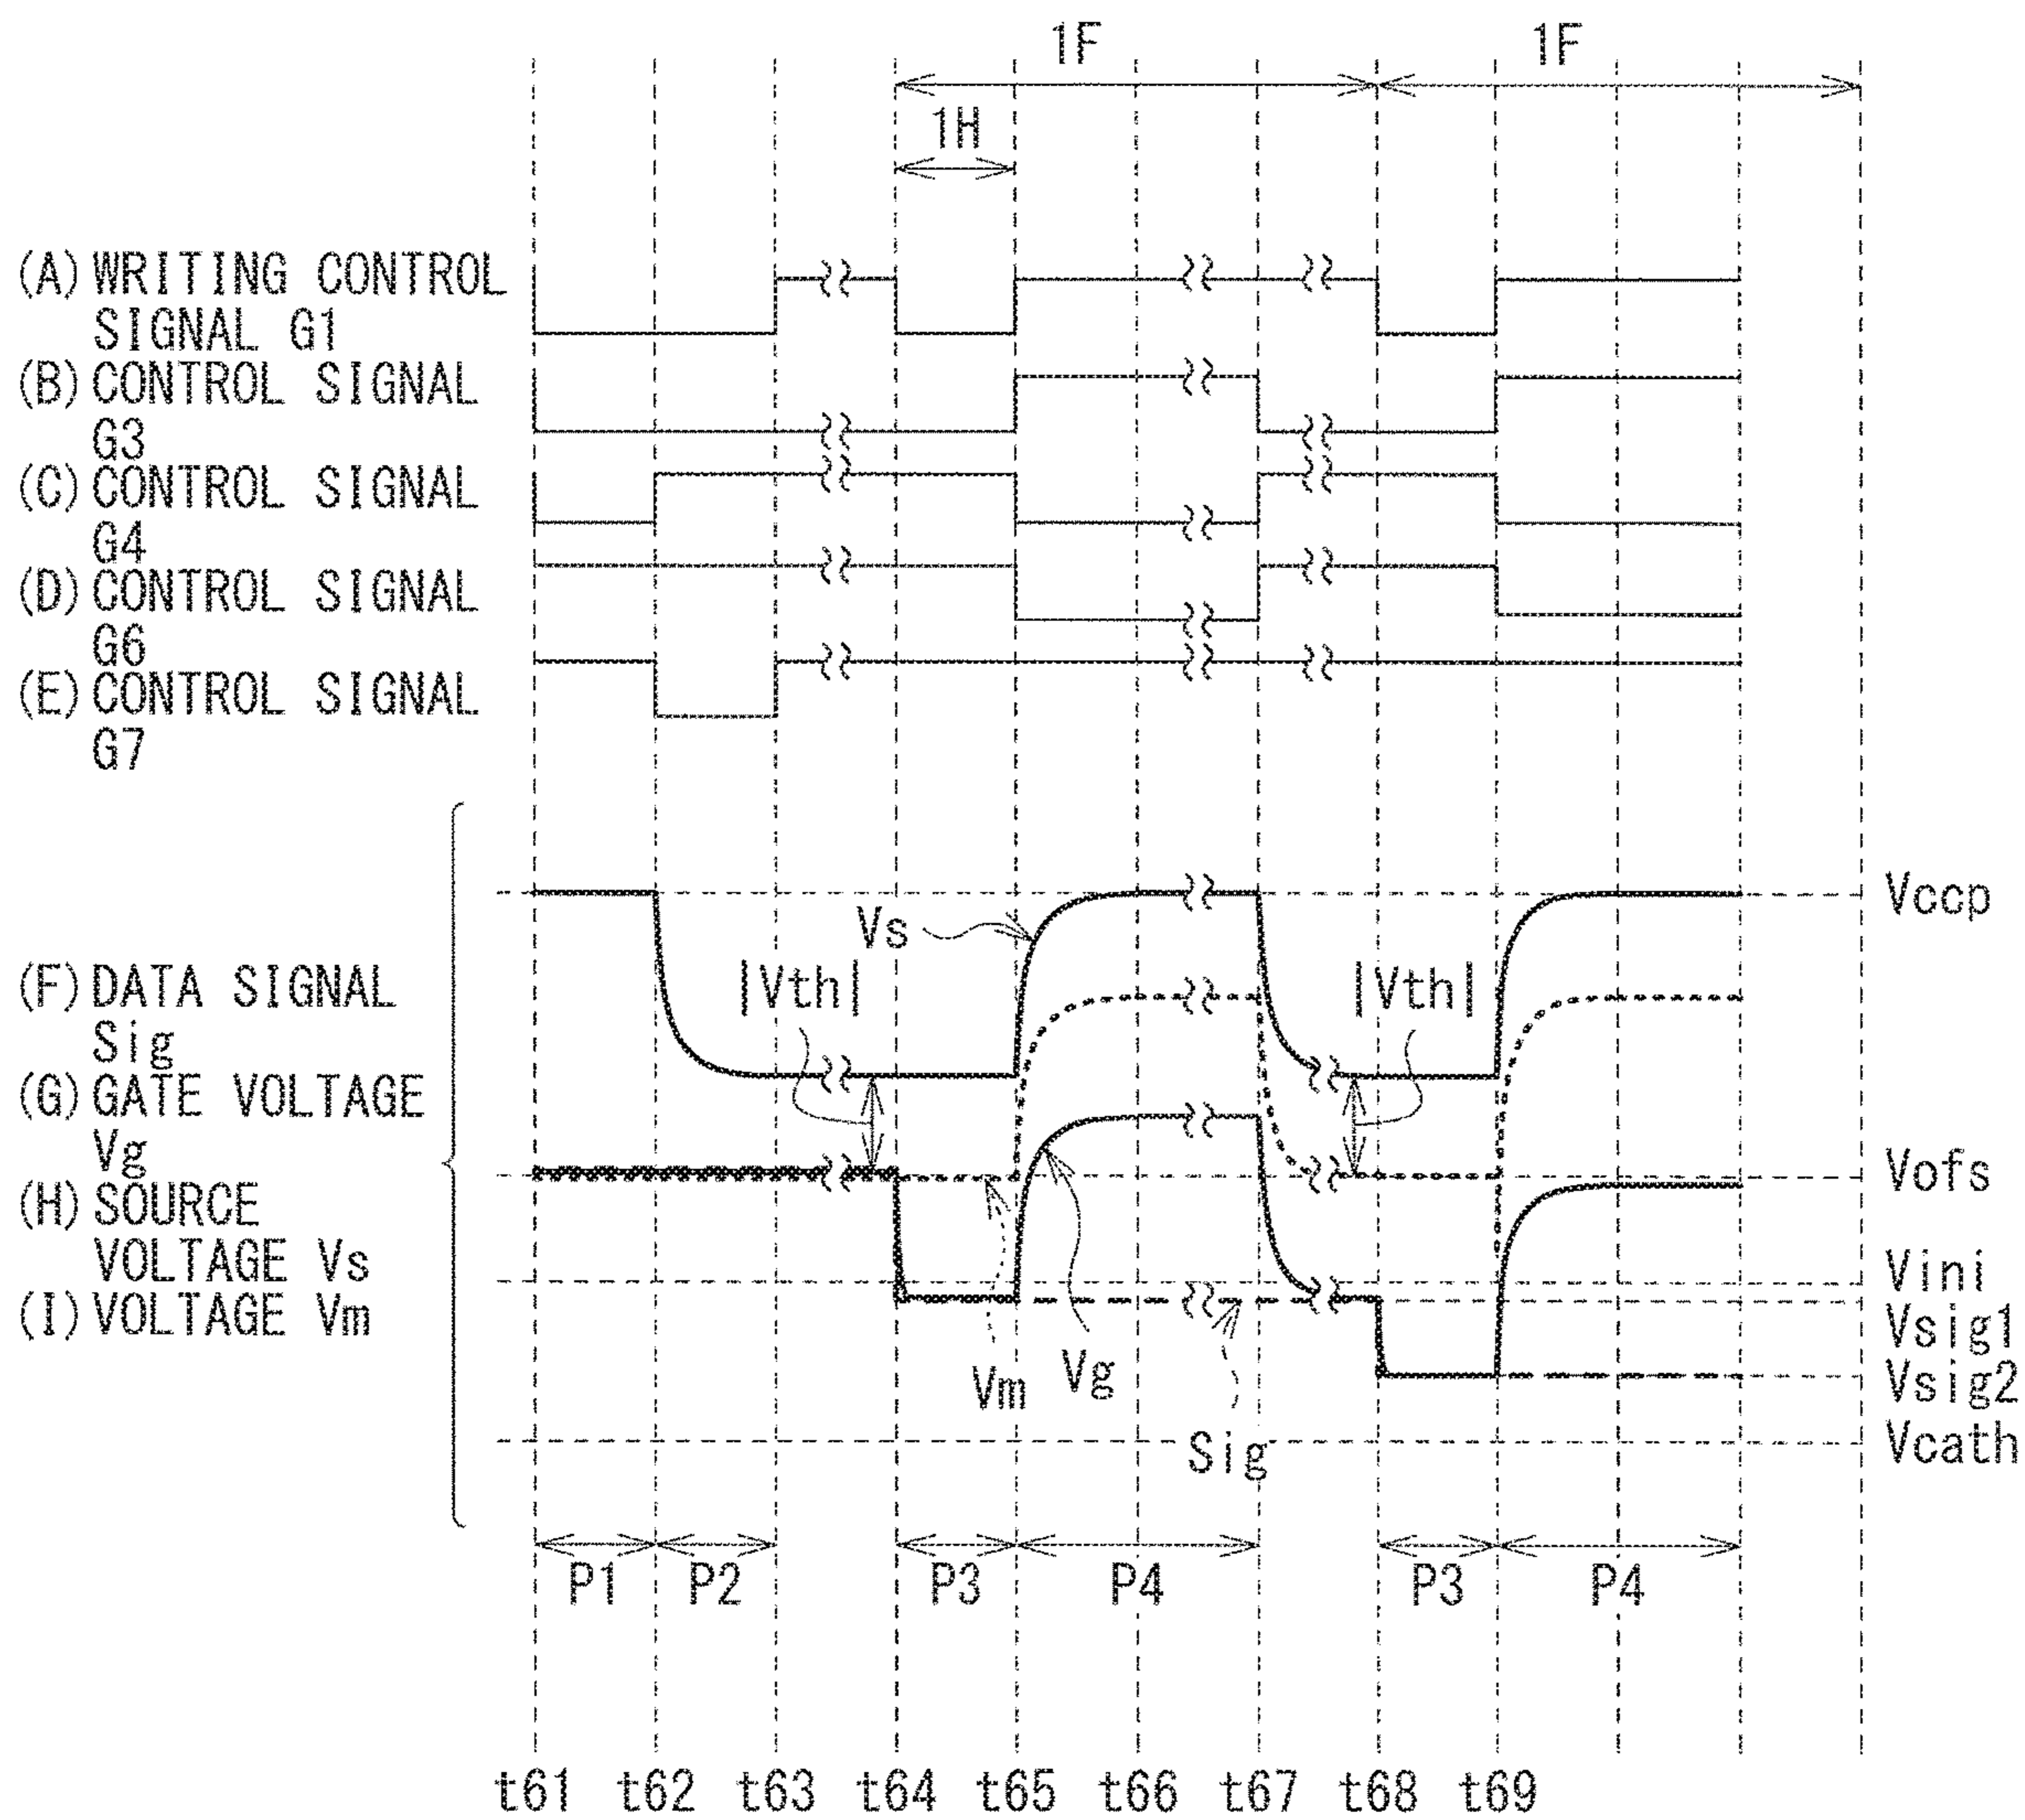 1F 1F
1H
(A) WRITING CONTROL
SIGNAL G1
(B) CONTROL SIGNAL
G3
(C) CONTROL SIGNAL
G4
(D) CONTROL SIGNAL
G6
(E) CONTROL SIGNAL
G7
Vccp
Vs
(F) DATA SIGNAL
Sig
|Vth| |Vth|
(G) GATE VOLTAGE
Vg
Vofs
(H) SOURCE
VOLTAGE Vs
Vini
(I) VOLTAGE Vm
Vsig1
Vm Vg
Vsig2
Sig
Vcath
P1 P2 P3 P4 P3 P4
t61 t62 t63 t64 t65 t66 t67 t68 t69